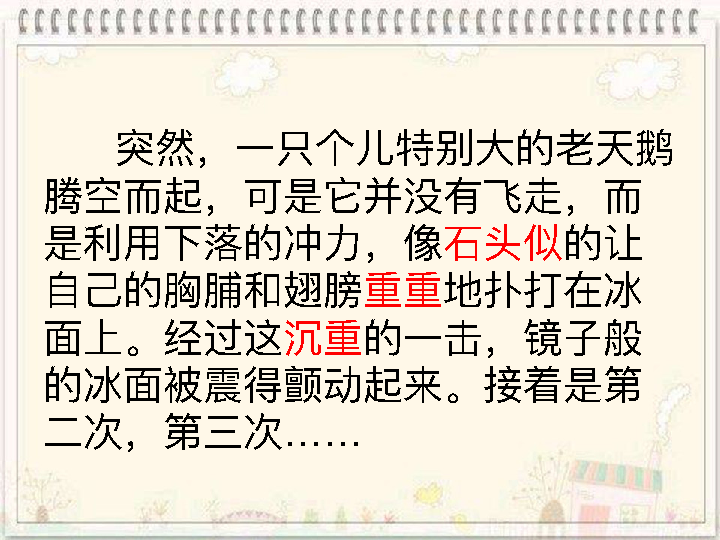 突然，一只个儿特别大的老天鹅
腾空而起，可是它并没有飞走，而
是利用下落的冲力，像石头似的让
自己的胸脯和翅膀重重地扑打在冰
面上。经过这沉重的一击，镜子般
的冰面被震得颤动起来。接着是第
二次，第三次……